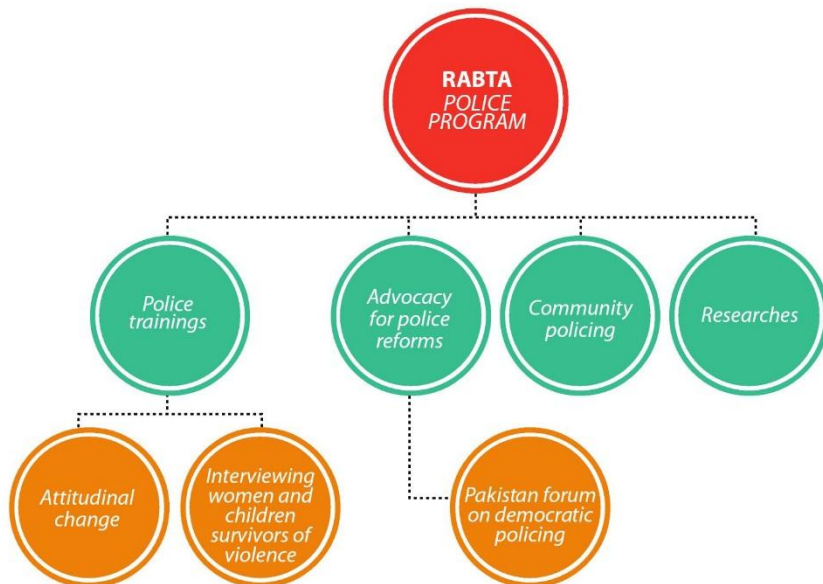 RABTA
POLICE
PROGRAM
Police
trainings
Advocacy
for police
reforms
Community
policing
Researches
Attitudinal
change
Interviewing
women and
children
survivors of
violence
Pakistan forum
on democratic
policing